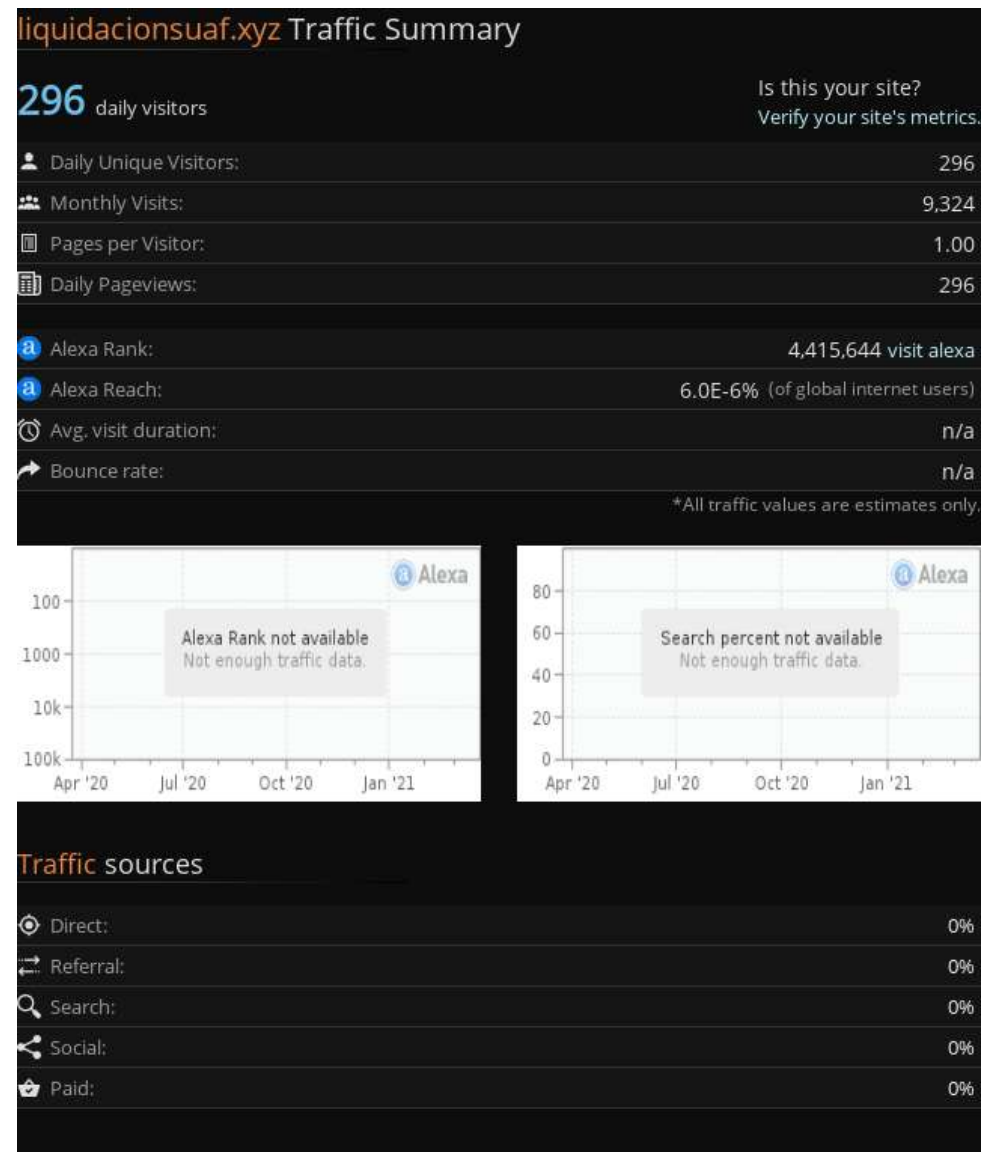 liquidacionsuaf.xyz Traffic Summary
296 daily visitors
Is this your site?
Verify your site's metrics.
Daily Unique Visitors: 296
Monthly Visits: 9,324
Pages per Visitor: 1.00
Daily Pageviews: 296
Alexa Rank: 4,415,644 visit alexa
Alexa Reach: 6.0E-6% (of global internet users)
Avg. visit duration: n/a
Bounce rate: n/a
*All traffic values are estimates only.
a Alexa
100
1000
10k
100k
Alexa Rank not available
Not enough traffic data.
Apr '20 Jul '20 Oct '20 Jan '21
a Alexa
80
60
40
20
0
Search percent not available
Not enough traffic data.
Apr '20 Jul '20 Oct '20 Jan '21
Traffic sources
Direct: 0%
Referral: 0%
Search: 0%
Social: 0%
Paid: 0%